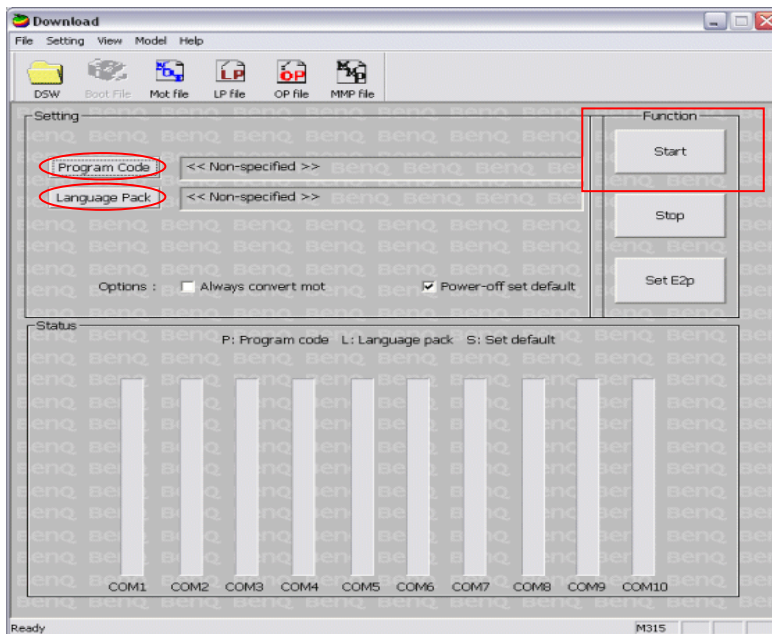 Download
File Setting View Model Help
DSW Boot File Mot file LP file OP file MMP file
Setting
Function
Program Code << Non-specified >>
Start
Language Pack << Non-specified >>
Stop
Options : Always convert mot Power-off set default
Set E2p
Status
P: Program code L: Language pack S: Set default
COM1 COM2 COM3 COM4 COM5 COM6 COM7 COM8 COM9 COM10
Ready M315